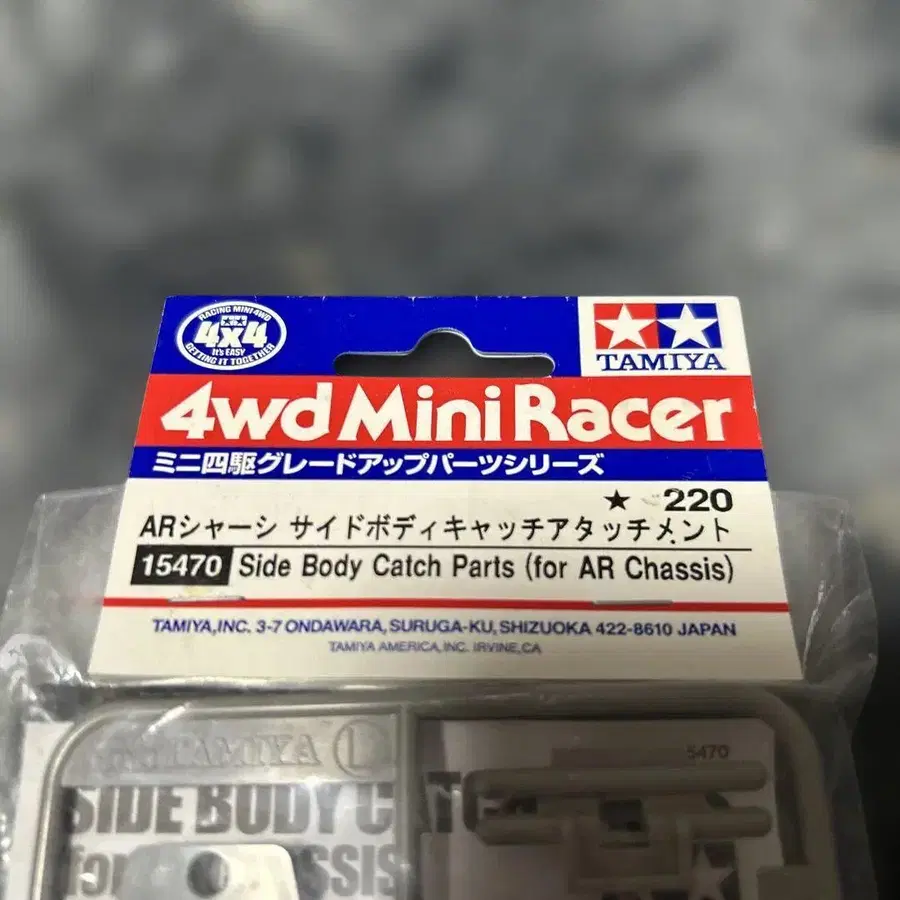 RACING MINI 4WD
4x4
It's EASY
GETTING IT TOGETHER
TAMIYA
4wd Mini Racer
ミニ四駆グレードアップパーツシリーズ
★ 220
ARシャーシ サイドボディキャッチアタッチメント
15470 Side Body Catch Parts (for AR Chassis)
TAMIYA,INC. 3-7 ONDAWARA, SURUGA-KU, SHIZUOKA 422-8610 JAPAN
TAMIYA AMERICA, INC. IRVINE, CA
TAMIYA L
5470
SIDE BODY CATCH
for